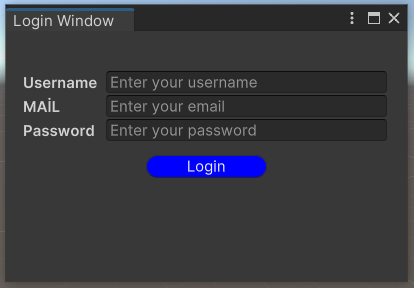 Login Window
Username Enter your username
MAİL Enter your email
Password Enter your password
Login